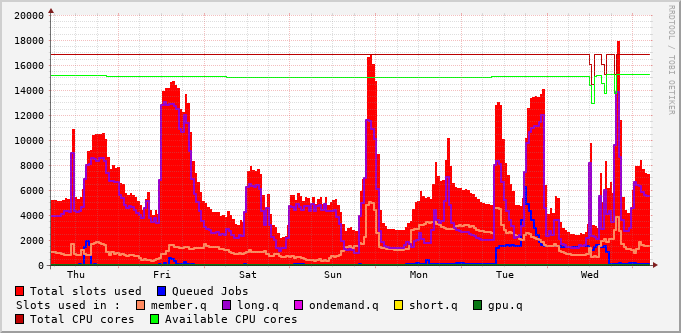 20000
18000
16000
14000
12000
10000
8000
6000
4000
2000
0
Thu Fri Sat Sun Mon Tue Wed
Total slots used Queued Jobs
Slots used in : member.q long.q ondemand.q short.q gpu.q
Total CPU cores Available CPU cores
RRDTOOL / TOBI OETIKER